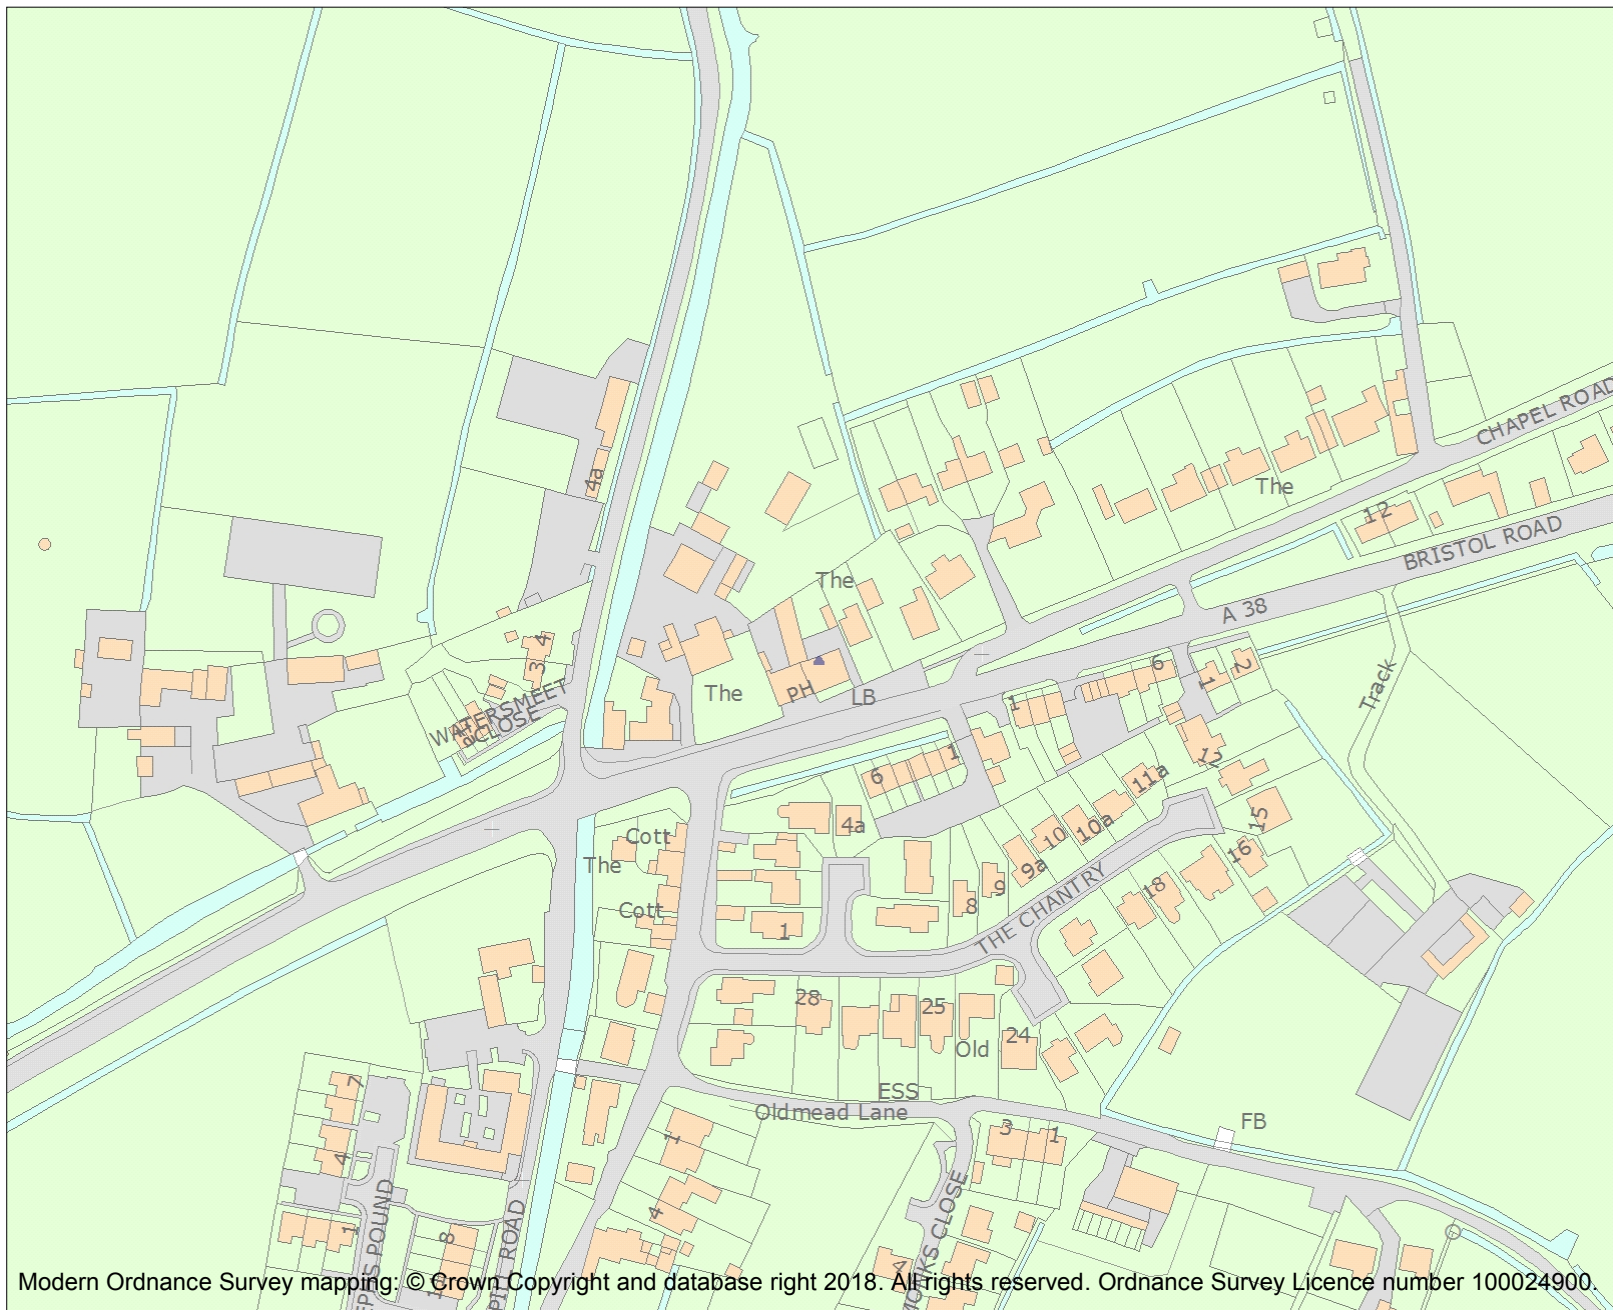 CHAPEL ROAD
The
12
BRISTOL ROAD
4a
The
A 38
4
3
6
2
1
Track
WATERSMEET
CLOSE
The
PH
LB
1
12
6
1
11a
4a
10
10a
15
Cott
The
9a
16
9
18
8
Cott
1
THE CHANTRY
28
25
24
Old
ESS
Oldmead Lane
FB
7
1
3
1
4
4
1
8
MONKS CLOSE
4
Modern Ordnance Survey mapping: © Crown Copyright and database right 2018. All rights reserved. Ordnance Survey Licence number 100024900.